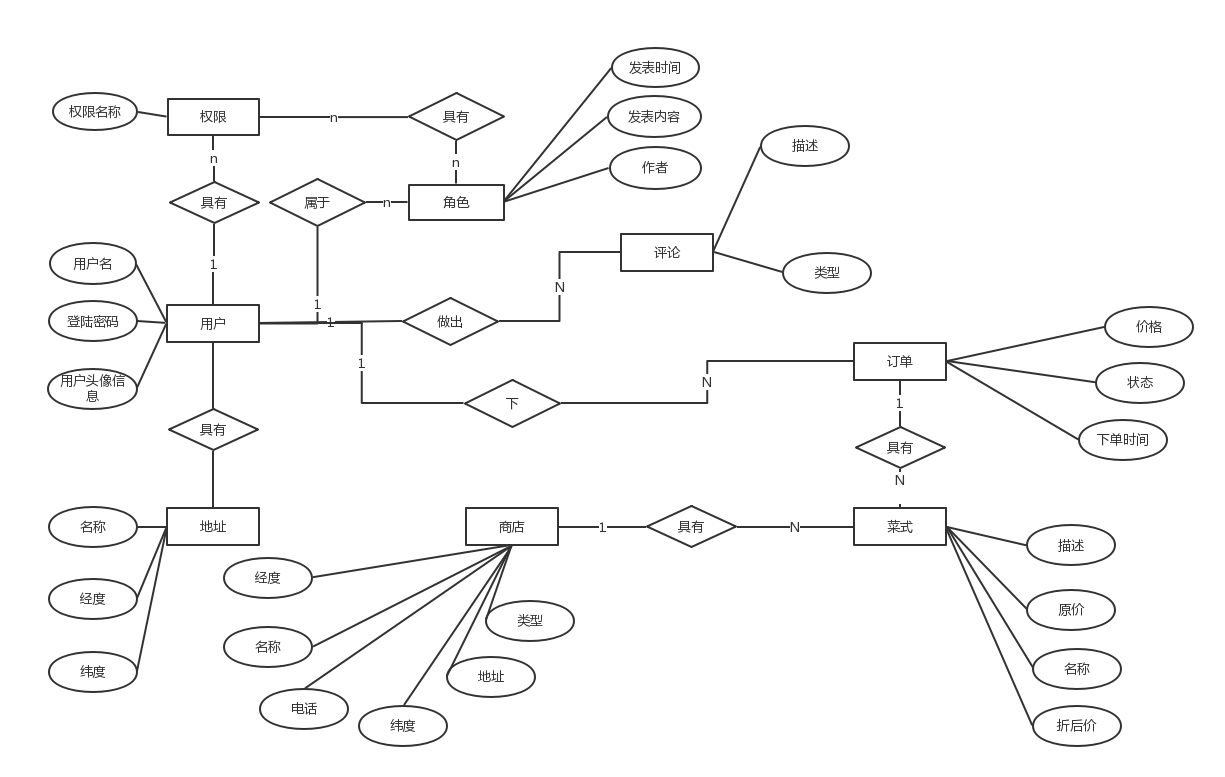 发表时间
权限名称
权限
n
具有
发表内容
描述
n
n
作者
具有
属于
n
角色
用户名
1
评论
类型
N
1
登陆密码
用户
1
做出
价格
1
订单
N
状态
用户头像信
息
下
1
具有
下单时间
具有
N
名称
地址
商店
1
具有
N
菜式
描述
经度
经度
类型
原价
名称
纬度
地址
名称
电话
纬度
折后价